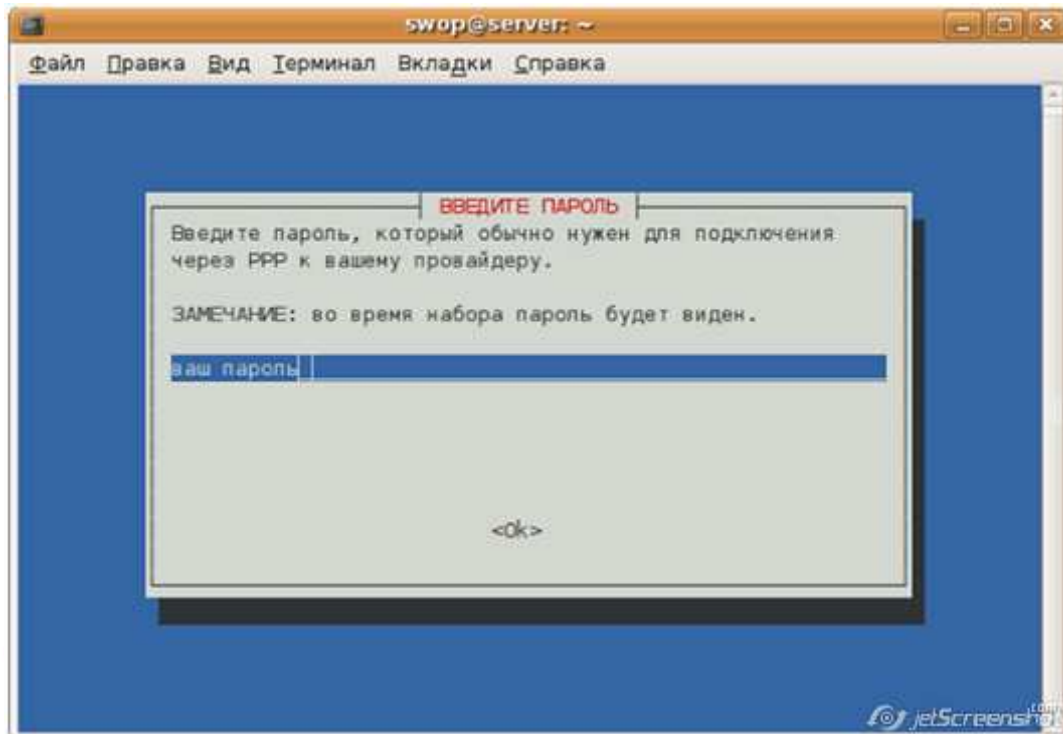 swop@server: ~
Файл Правка Вид Терминал Вкладки Справка
ВВЕДИТЕ ПАРОЛЬ
Введите пароль, который обычно нужен для подключения
через PPP к вашему провайдеру.
ЗАМЕЧАНИЕ: во время набора пароль будет виден.
ваш пароль
<Ok>
jetScreenshot
.com